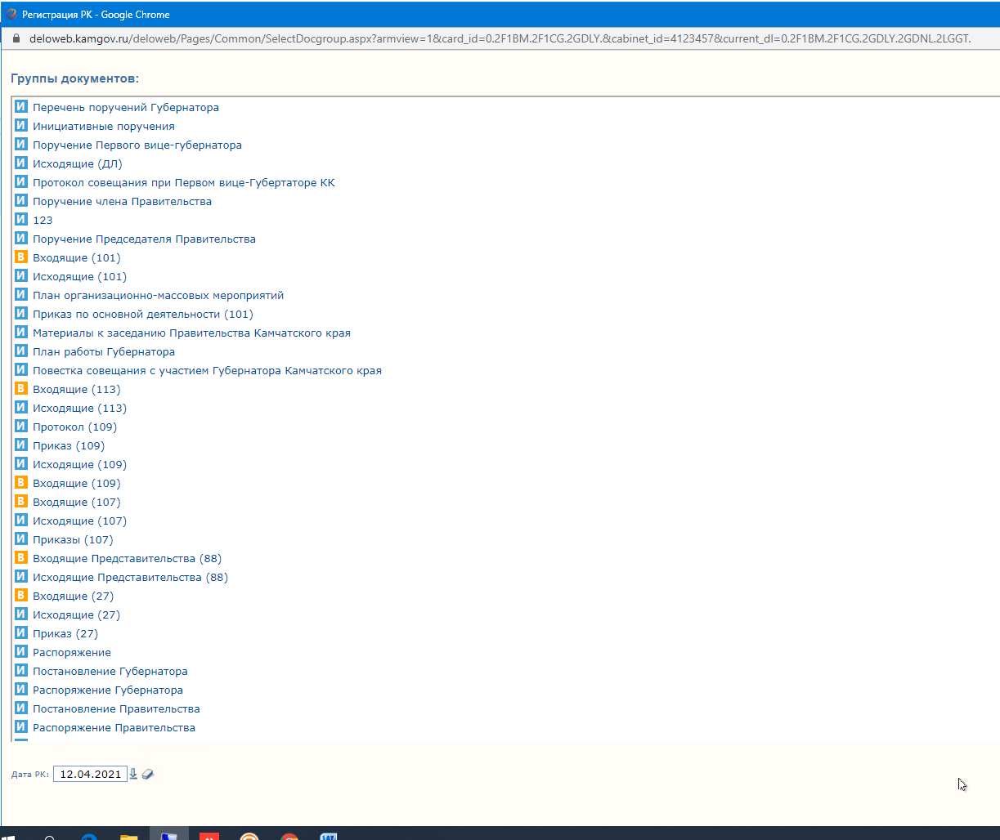 Регистрация РК - Google Chrome
deloweb.kamgov.ru/deloweb/Pages/Common/SelectDocgroup.aspx?armview=1&card_id=0.2F1BM.2F1CG.2GDLY.&cabinet_id=4123457&current_dl=0.2F1BM.2F1CG.2GDLY.2GDNL.2LGGT.
Группы документов:
И Перечень поручений Губернатора
И Инициативные поручения
И Поручение Первого вице-губернатора
И Исходящие (ДЛ)
И Протокол совещания при Первом вице-Губертаторе КК
И Поручение члена Правительства
И 123
И Поручение Председателя Правительства
В Входящие (101)
И Исходящие (101)
И План организационно-массовых мероприятий
И Приказ по основной деятельности (101)
И Материалы к заседанию Правительства Камчатского края
И План работы Губернатора
И Повестка совещания с участием Губернатора Камчатского края
В Входящие (113)
И Исходящие (113)
И Протокол (109)
И Приказ (109)
И Исходящие (109)
В Входящие (109)
В Входящие (107)
И Исходящие (107)
И Приказы (107)
В Входящие Представительства (88)
И Исходящие Представительства (88)
В Входящие (27)
И Исходящие (27)
И Приказ (27)
И Распоряжение
И Постановление Губернатора
И Распоряжение Губернатора
И Постановление Правительства
И Распоряжение Правительства
Дата РК: 12.04.2021